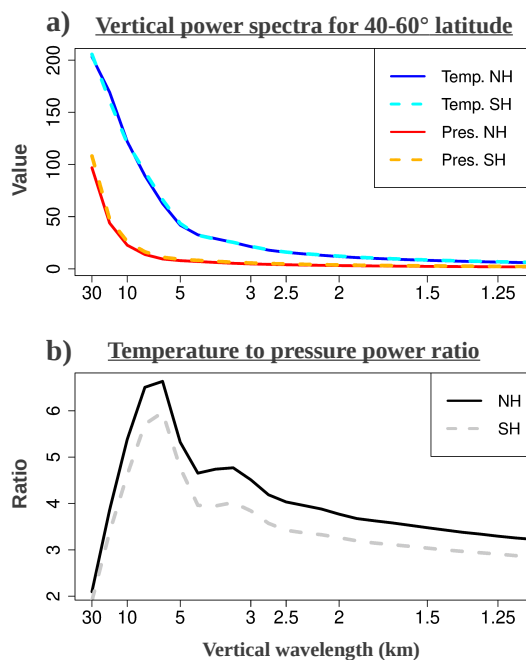 a) Vertical power spectra for 40-60° latitude
Value
200
150
100
50
0
Temp. NH
Temp. SH
Pres. NH
Pres. SH
30 10 5 3 2.5 2 1.5 1.25
b) Temperature to pressure power ratio
Ratio
6
5
4
3
2
NH
SH
30 10 5 3 2.5 2 1.5 1.25
Vertical wavelength (km)